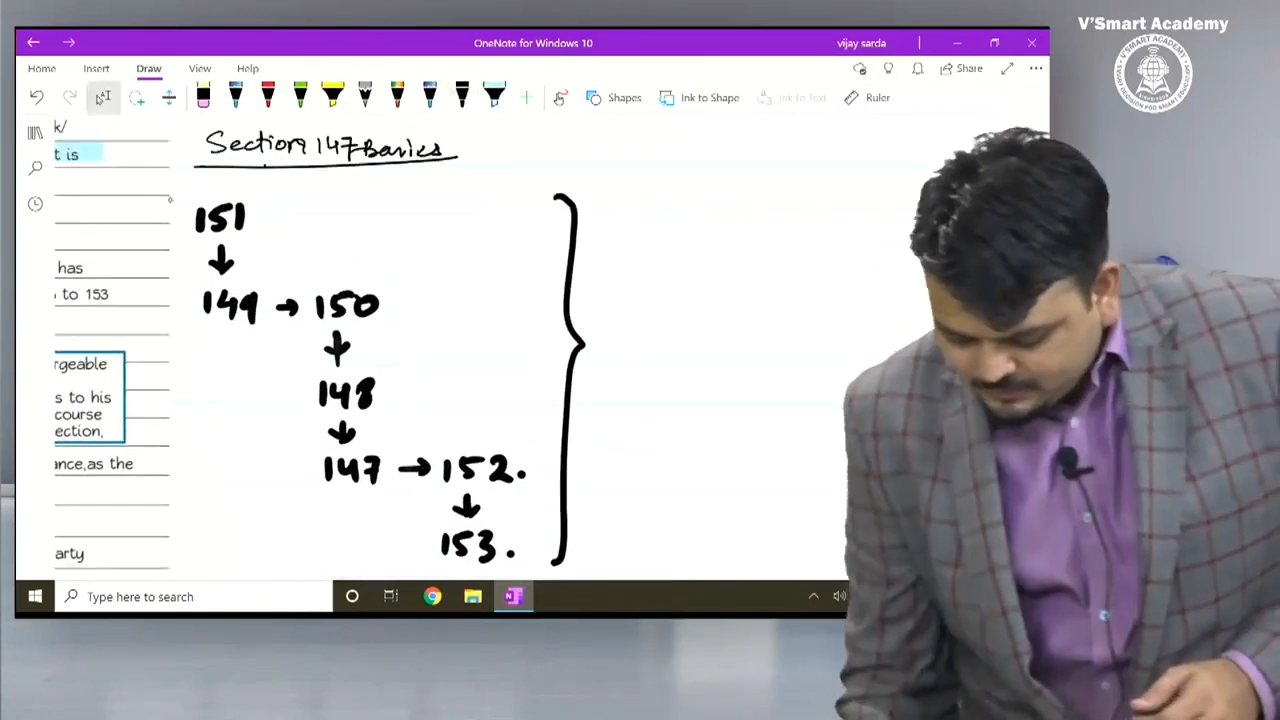 V'Smart Academy
OneNote for Windows 10
vijay sarda
Home Insert Draw View Help
Share
Shapes Ink to Shape Ink to Text Ruler
k/
t is
has
to 153
rgeable
s to his
course
ection,
ance,as the
arty
Section 147 Basics
151
↓
149 → 150
↓
148
↓
147 → 152.
↓
153.
Type here to search